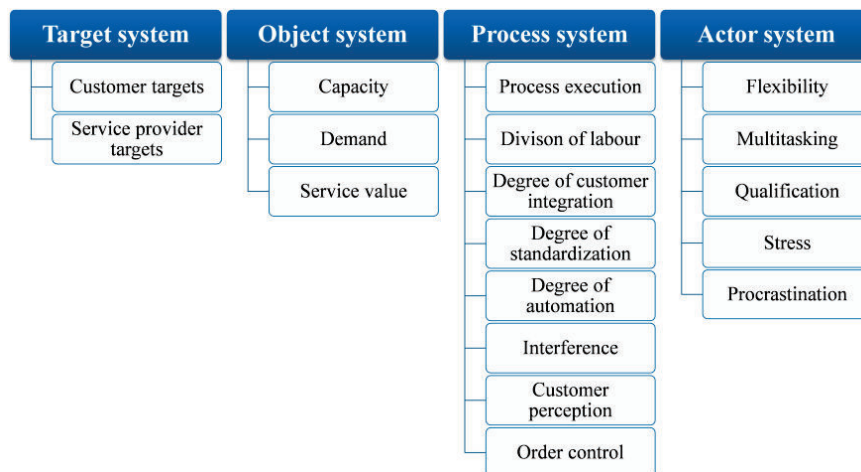 Target system
Customer targets
Service provider
targets
Object system
Capacity
Demand
Service value
Process system
Process execution
Divison of labour
Degree of customer
integration
Degree of
standardization
Degree of
automation
Interference
Customer
perception
Order control
Actor system
Flexibility
Multitasking
Qualification
Stress
Procrastination